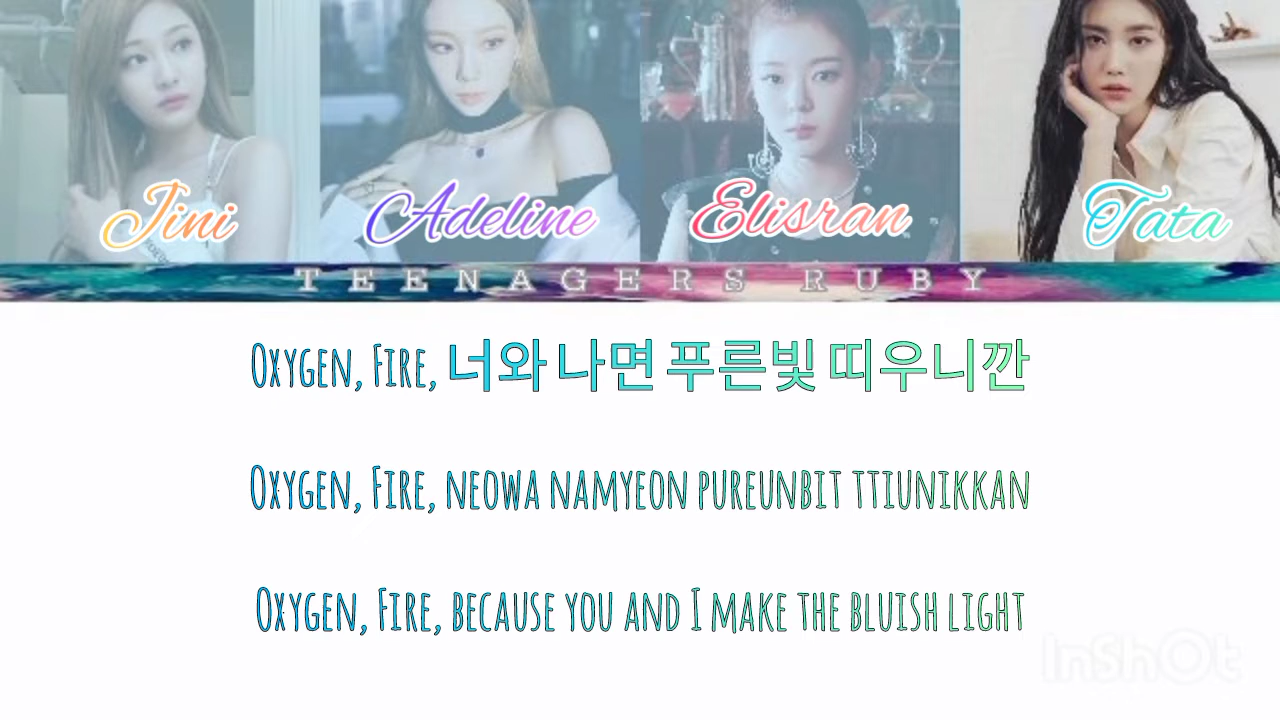 Jini Adeline Elisran Tata
TEENAGERS RUBY
Oxygen, Fire, 너와 나면 푸른빛 띠우니깐
Oxygen, Fire, neowa namyeon pureunbit ttiunikkan
Oxygen, Fire, because you and I make the bluish light
InShOt